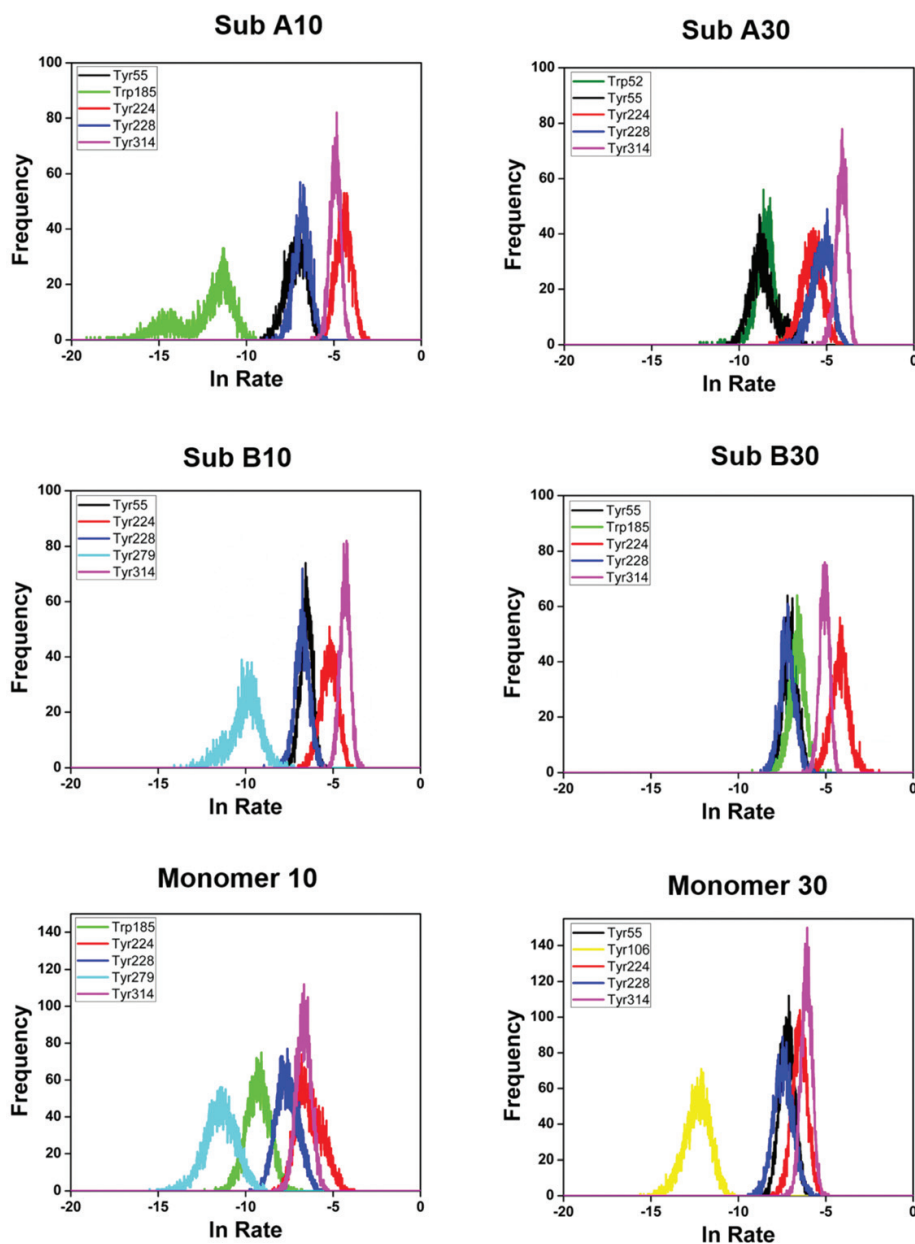 Sub A10
100
80
60
40
20
0
Frequency
Tyr55
Trp185
Tyr224
Tyr228
Tyr314
-20 -15 -10 -5 0
ln Rate
Sub A30
100
80
60
40
20
0
Frequency
Trp52
Tyr55
Tyr224
Tyr228
Tyr314
-20 -15 -10 -5 0
ln Rate
Sub B10
100
80
60
40
20
0
Frequency
Tyr55
Tyr224
Tyr228
Tyr279
Tyr314
-20 -15 -10 -5 0
ln Rate
Sub B30
100
80
60
40
20
0
Frequency
Tyr55
Trp185
Tyr224
Tyr228
Tyr314
-20 -15 -10 -5 0
ln Rate
Monomer 10
140
120
100
80
60
40
20
0
Frequency
Trp185
Tyr224
Tyr228
Tyr279
Tyr314
-20 -15 -10 -5 0
ln Rate
Monomer 30
140
120
100
80
60
40
20
0
Frequency
Tyr55
Tyr106
Tyr224
Tyr228
Tyr314
-20 -15 -10 -5 0
ln Rate